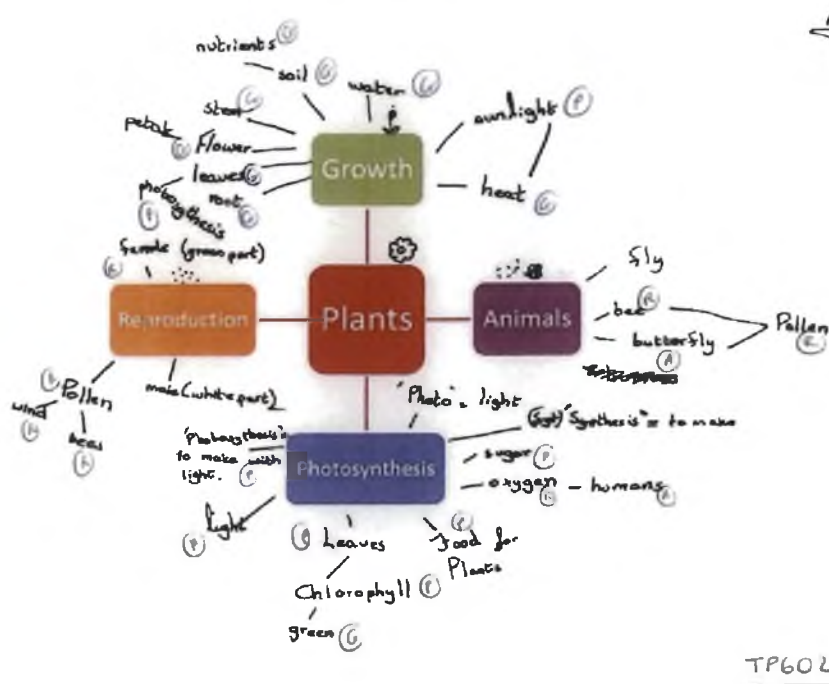 nutrients G
soil G
water G
sunlight P
stem G
petals G Flower
Growth
leaves G
heat G
root G
photosynthesis
P
female (green part)
R
fly
Reproduction
Plants
Animals
bee R
Pollen
R
butterfly
A
male (white part)
R Pollen
wind
R
bees
R
"Photo" = light
"Sythesis" = to make
to make with
light. P
Photosynthesis
sugar P
oxygen - humans A
light
P
Leaves
Food for
Plants
Chlorophyll P
green G
TP602